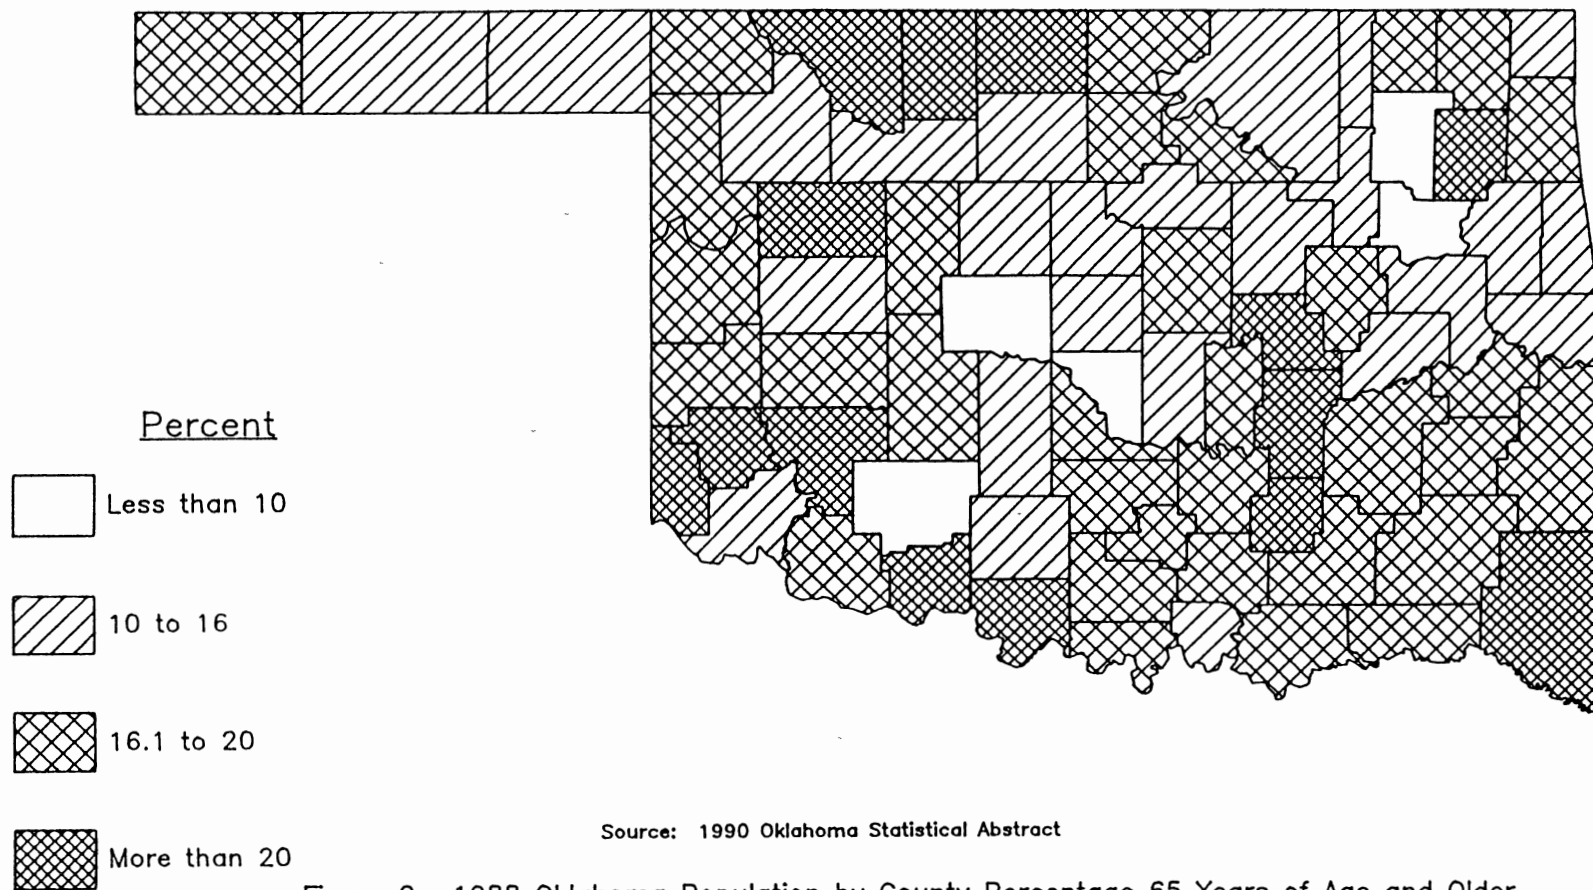 Percent
Less than 10
10 to 16
16.1 to 20
More than 20
Source: 1990 Oklahoma Statistical Abstract
Oklahoma Population by County Percentage 65 Years of Age and Older